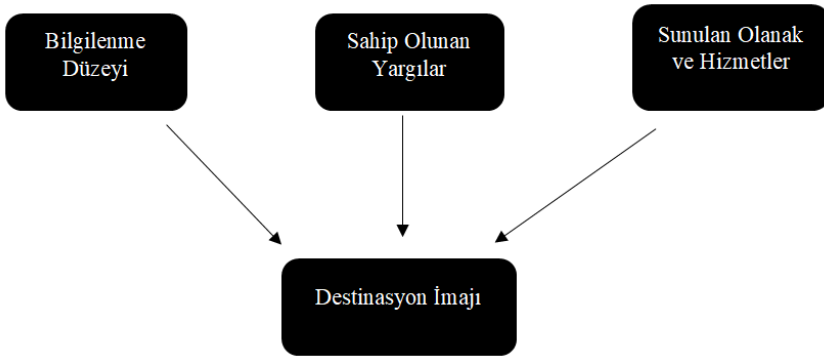 Bilgilenme
Düzeyi
Sahip Olunan
Yargılar
Sunulan Olanak
ve Hizmetler
Destinasyon İmajı